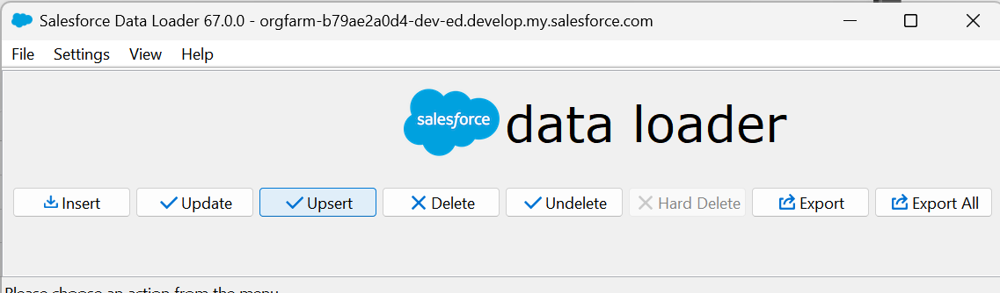 Salesforce Data Loader 67.0.0 - orgfarm-b79ae2a0d4-dev-ed.develop.my.salesforce.com
File Settings View Help
salesforce data loader
Insert Update Upsert Delete Undelete Hard Delete Export Export All
Please choose an action from the menu